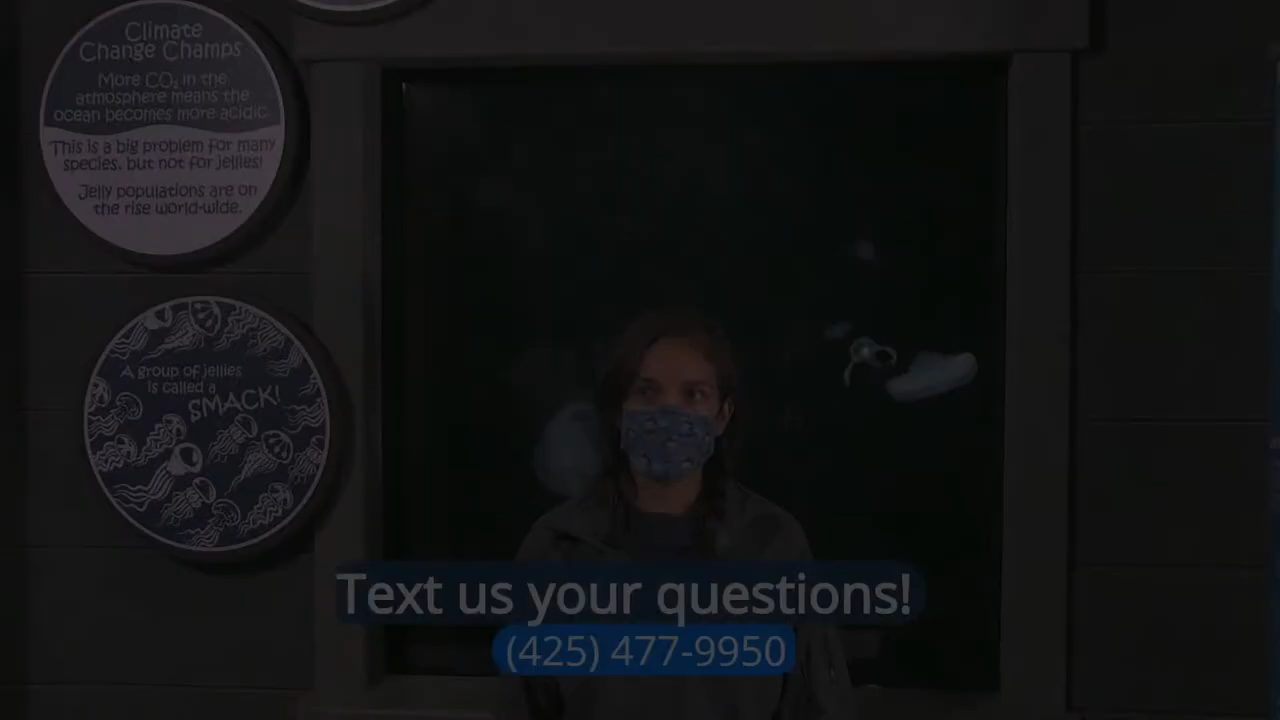 Climate
Change Champs
More CO₂ in the
atmosphere means the
ocean becomes more acidic.
This is a big problem for many
species, but not for jellies!
Jelly populations are on
the rise world-wide.
A group of jellies
is called a
SMACK!
Text us your questions!
(425) 477-9950